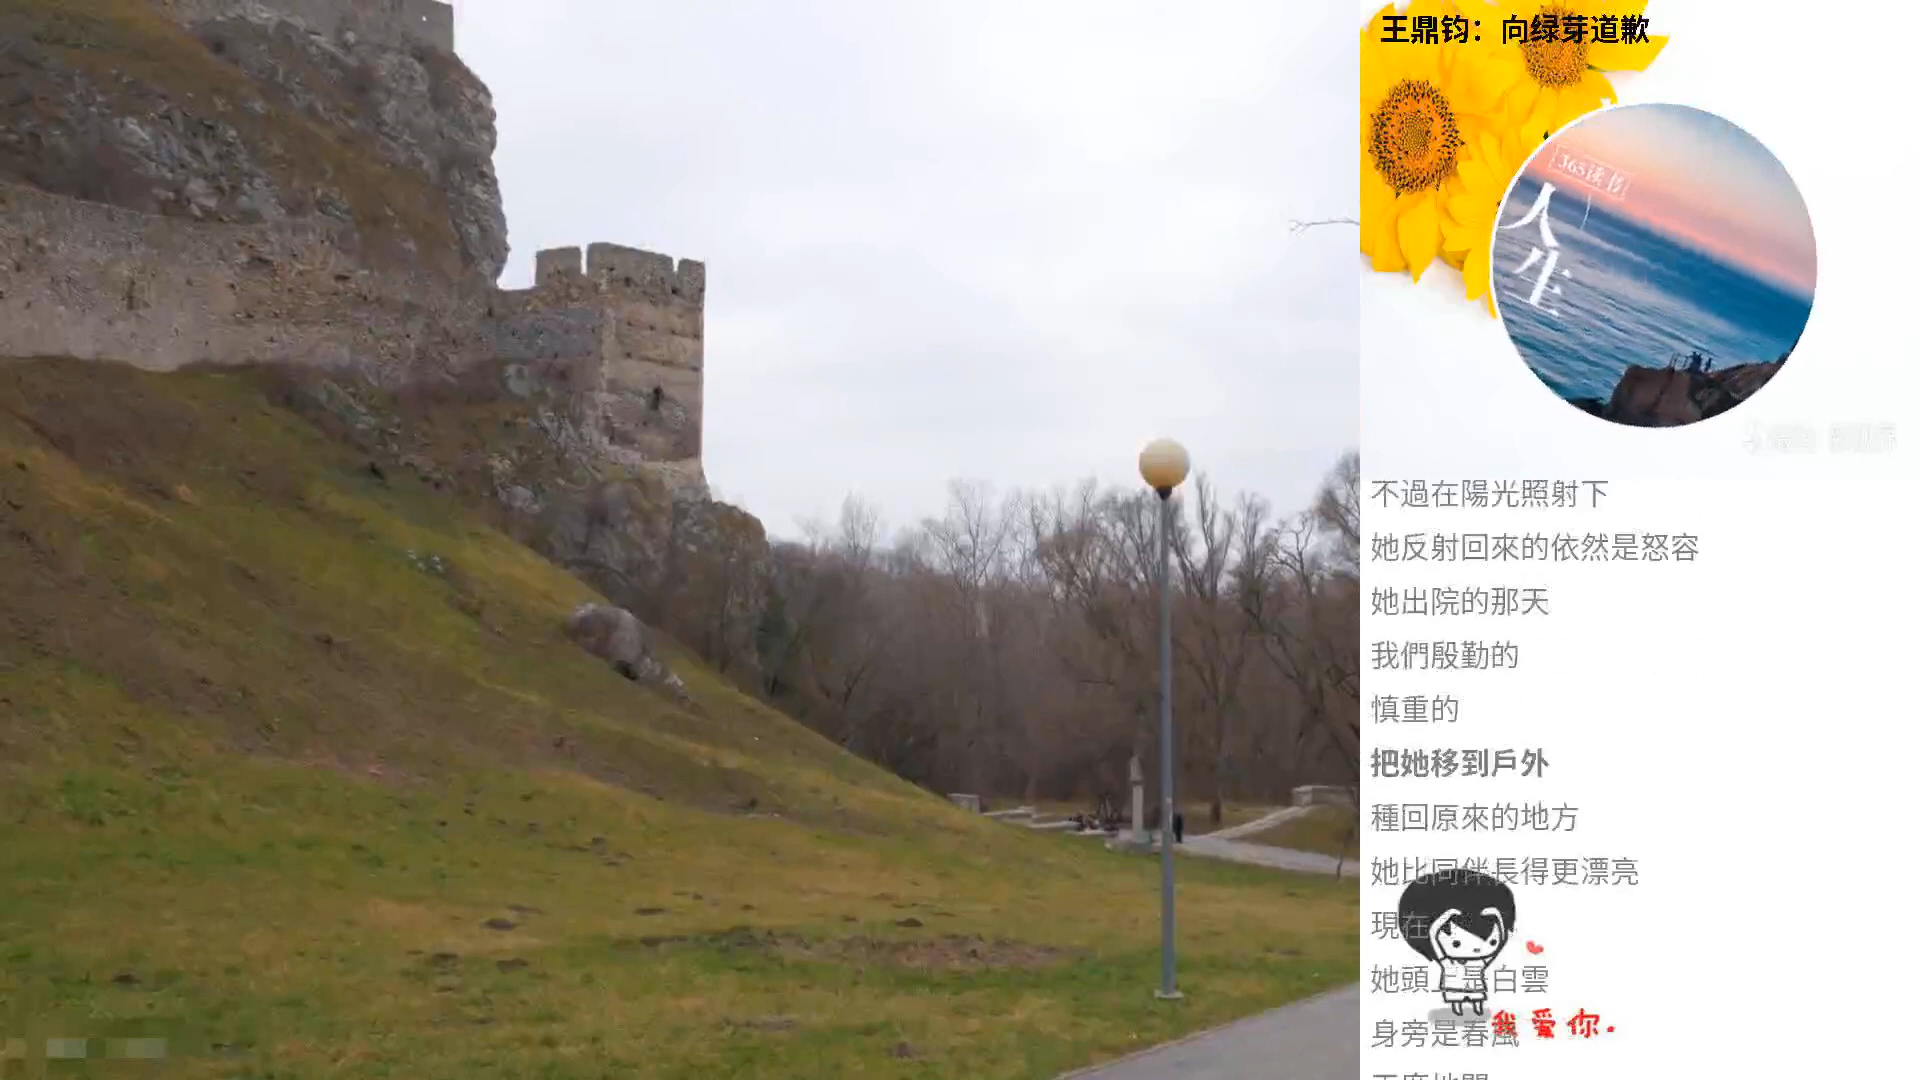 王鼎钧：向绿芽道歉
365读书
人生
不過在陽光照射下
她反射回來的依然是怒容
她出院的那天
我們殷勤的
慎重的
把她移到戶外
種回原來的地方
她比同伴長得更漂亮
現在
她頭上是白雲
身旁是春風
我爱你.